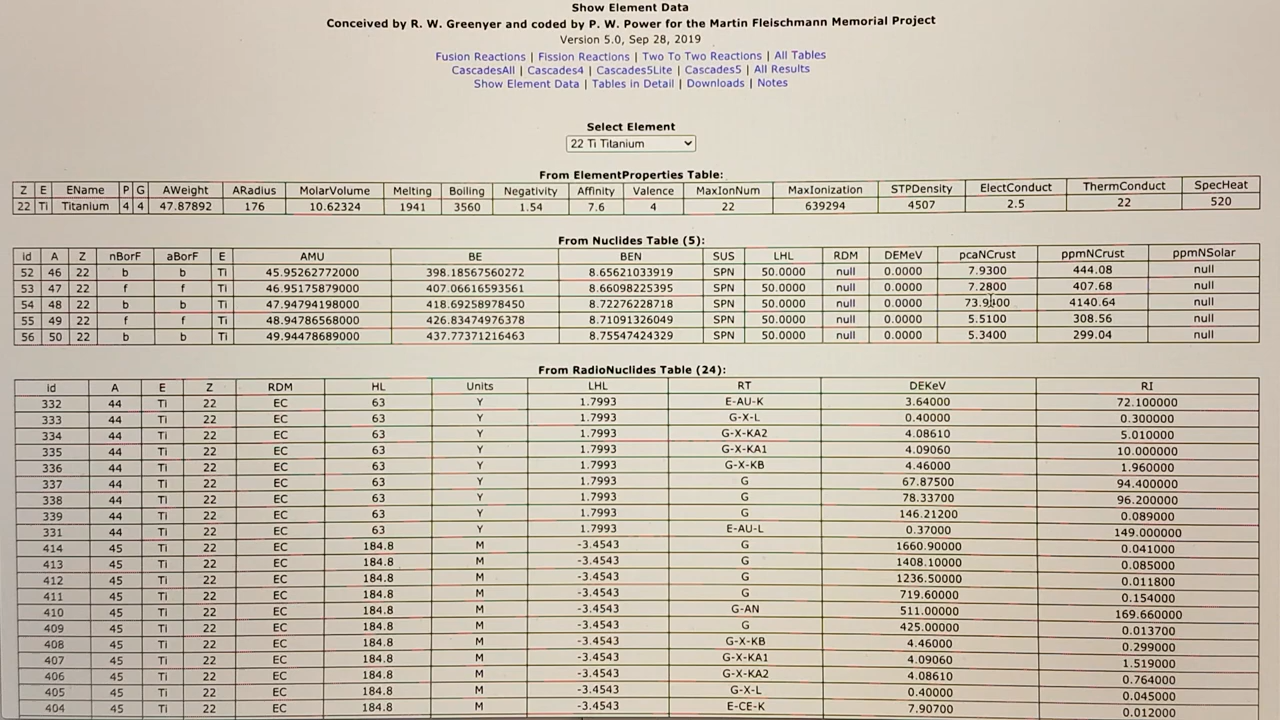 Show Element Data
Conceived by R. W. Greenyer and coded by P. W. Power for the Martin Fleischmann Memorial Project
Version 5.0, Sep 28, 2019
Fusion Reactions | Fission Reactions | Two To Two Reactions | All Tables
CascadesAll | Cascades4 | Cascades5Lite | Cascades5 | All Results
Show Element Data | Tables in Detail | Downloads | Notes
Select Element
22 Ti Titanium
From ElementProperties Table:
Z E EName P G AWeight ARadius MolarVolume Melting Boiling Negativity Affinity Valence MaxIonNum MaxIonization STPDensity ElectConduct ThermConduct SpecHeat
22 Ti Titanium 4 4 47.87892 176 10.62324 1941 3560 1.54 7.6 4 22 639294 4507 2.5 22 520
From Nuclides Table (5):
id A Z nBorF aBorF E AMU BE BEN SUS LHL RDM DEMeV pcaNCrust ppmNCrust ppmNSolar
52 46 22 b b Ti 45.95262772000 398.18567560272 8.65621033919 SPN 50.0000 null 0.0000 7.9300 444.08 null
53 47 22 f f Ti 46.95175879000 407.06616593561 8.66098225395 SPN 50.0000 null 0.0000 7.2800 407.68 null
54 48 22 b b Ti 47.94794198000 418.69258978450 8.72276228718 SPN 50.0000 null 0.0000 4140.64 null
55 49 22 f f Ti 48.94786568000 426.83474976378 8.71091326049 SPN 50.0000 null 0.0000 5.5100 308.56 null
56 50 22 b b Ti 49.94478689000 437.77371216463 8.75547424329 SPN 50.0000 null 0.0000 5.3400 299.04 null
From RadioNuclides Table (24):
id A E Z RDM HL Units LHL RT DEKeV RI
332 44 Ti 22 EC 63 Y 1.7993 E-AU-K 3.64000 72.100000
333 44 Ti 22 EC 63 Y 1.7993 G-X-L 0.40000 0.300000
334 44 Ti 22 EC 63 Y 1.7993 G-X-KA2 4.08610 5.010000
335 44 Ti 22 EC 63 Y 1.7993 G-X-KA1 4.09060 10.000000
336 44 Ti 22 EC 63 Y 1.7993 G-X-KB 4.46000 1.960000
337 44 Ti 22 EC 63 Y 1.7993 G 67.87500 94.400000
338 44 Ti 22 EC 63 Y 1.7993 G 78.33700 96.200000
339 44 Ti 22 EC 63 Y 1.7993 G 146.21200 0.089000
331 44 Ti 22 EC 63 Y 1.7993 E-AU-L 0.37000 149.000000
414 45 Ti 22 EC 184.8 M -3.4543 G 1660.90000 0.041000
413 45 Ti 22 EC 184.8 M -3.4543 G 1408.10000 0.085000
412 45 Ti 22 EC 184.8 M -3.4543 G 1236.50000 0.011800
411 45 Ti 22 EC 184.8 M -3.4543 G 719.60000 0.154000
410 45 Ti 22 EC 184.8 M -3.4543 G-AN 511.00000 169.660000
409 45 Ti 22 EC 184.8 M -3.4543 G 425.00000 0.013700
408 45 Ti 22 EC 184.8 M -3.4543 G-X-KB 4.46000 0.299000
407 45 Ti 22 EC 184.8 M -3.4543 G-X-KA1 4.09060 1.519000
406 45 Ti 22 EC 184.8 M -3.4543 G-X-KA2 4.08610 0.764000
405 45 Ti 22 EC 184.8 M -3.4543 G-X-L 0.40000 0.045000
404 45 Ti 22 EC 184.8 M -3.4543 E-CE-K 7.90700 0.012000